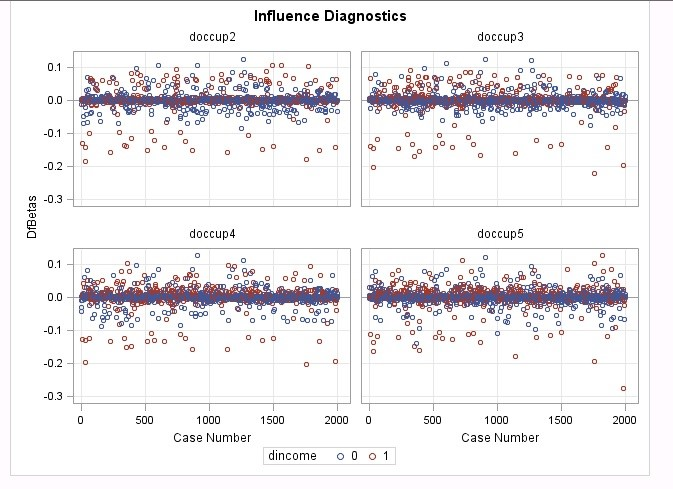 Influence Diagnostics
doccup2 doccup3
0.1
0.0
-0.1
-0.2
-0.3
DfBetas
doccup4 doccup5
0.1
0.0
-0.1
-0.2
-0.3
0 500 1000 1500 2000 0 500 1000 1500 2000
Case Number Case Number
dincome 0 1